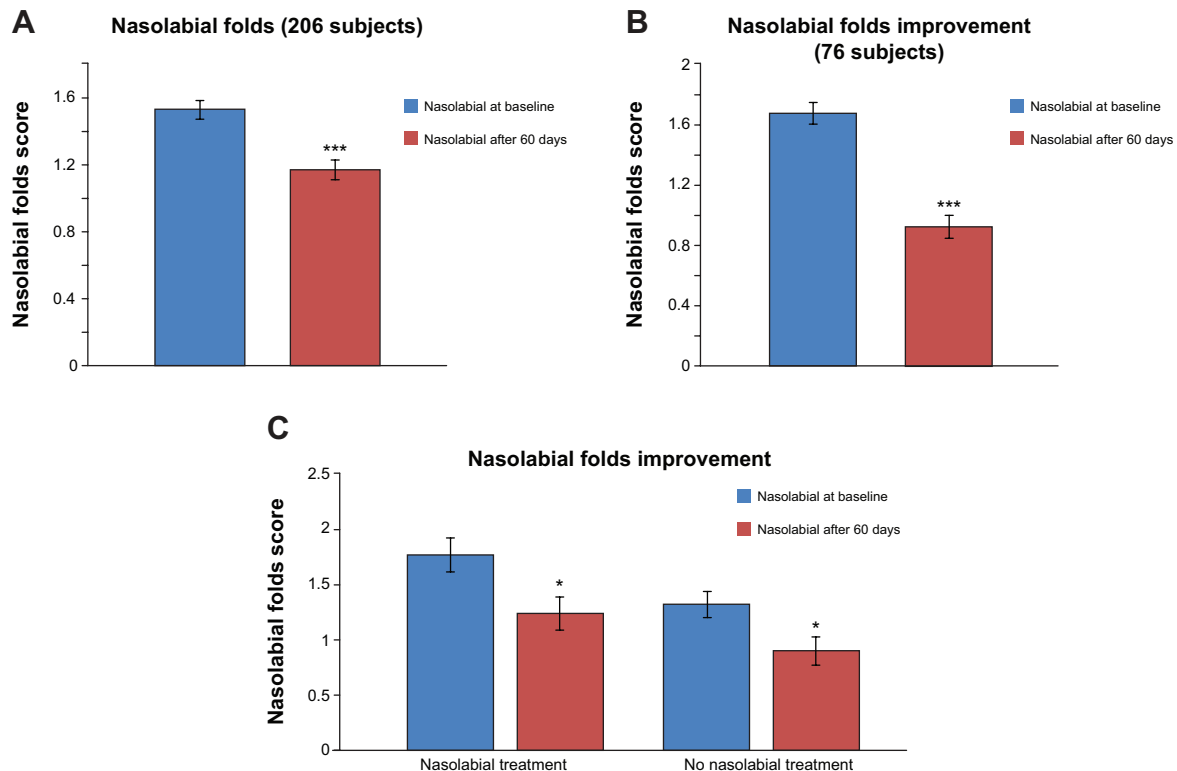 A
Nasolabial folds (206 subjects)
Nasolabial folds score
1.6
1.2
0.8
0.4
0
Nasolabial at baseline
Nasolabial after 60 days
***
B
Nasolabial folds improvement
(76 subjects)
Nasolabial folds score
2
1.6
1.2
0.8
0.4
0
Nasolabial at baseline
Nasolabial after 60 days
***
C
Nasolabial folds improvement
Nasolabial folds score
2.5
2
1.5
1
0.5
0
Nasolabial at baseline
Nasolabial after 60 days
*
*
Nasolabial treatment
No nasolabial treatment